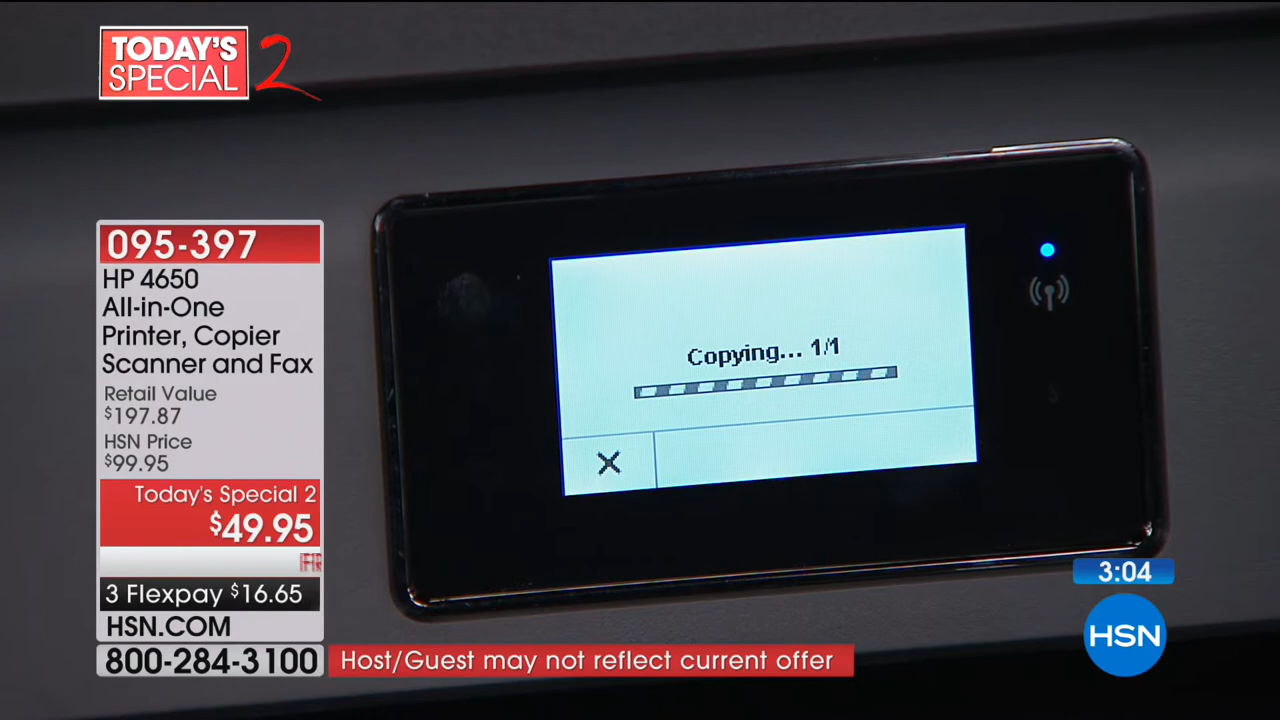 TODAY'S
SPECIAL 2
095-397
HP 4650
All-in-One
Printer, Copier
Scanner and Fax
Retail Value
$197.87
HSN Price
$99.95
Today's Special 2
$49.95
3 Flexpay $16.65
HSN.COM
800-284-3100
Host/Guest may not reflect current offer
Copying... 1/1
3:04
HSN